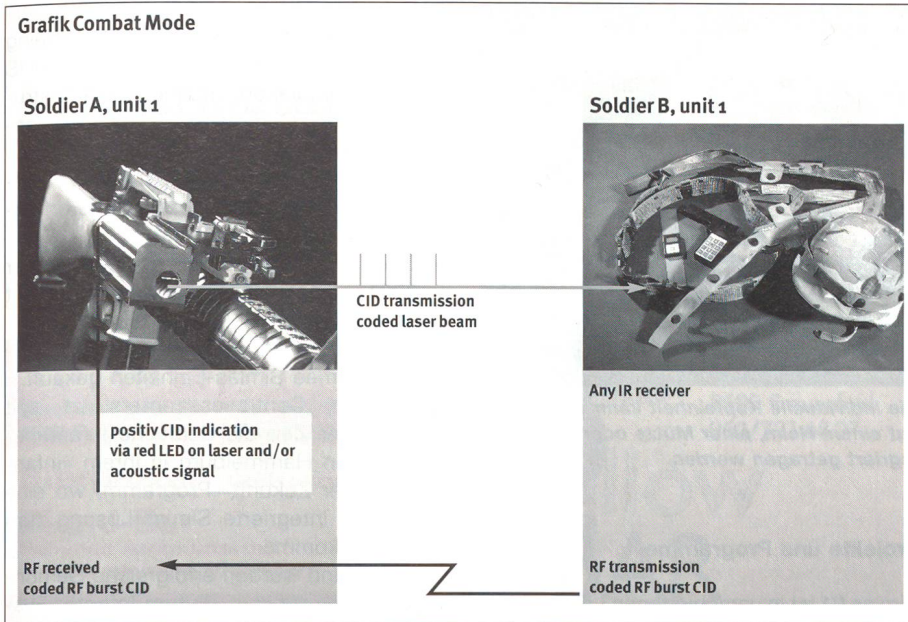 Grafik Combat Mode
Soldier A, unit 1
Soldier B, unit 1
CID transmission
coded laser beam
Any IR receiver
positiv CID indication
via red LED on laser and/or
acoustic signal
RF received
coded RF burst CID
RF transmission
coded RF burst CID